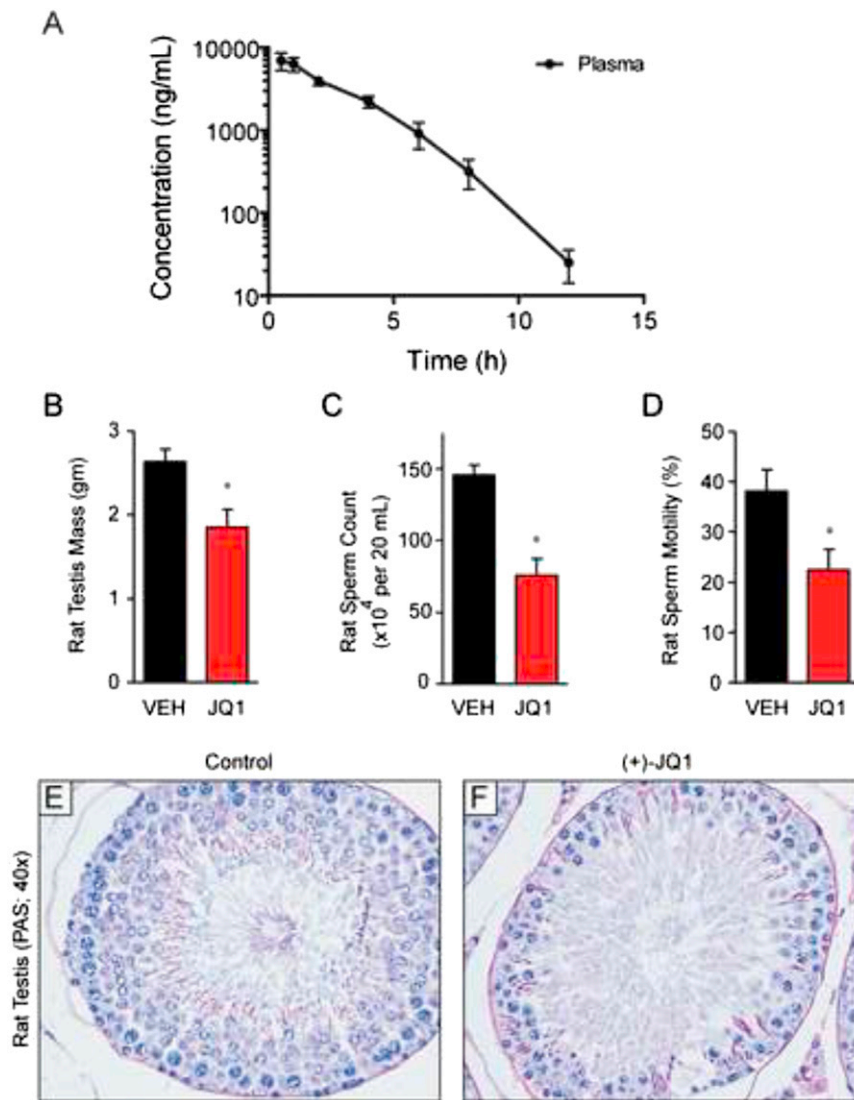 A
Concentration (ng/mL)
10000
1000
100
10
0
5
10
15
Time (h)
Plasma
B
Rat Testis Mass (gm)
3
2
1
0
VEH
JQ1
*
C
Rat Sperm Count
(x10⁴ per 20 mL)
150
100
50
0
VEH
JQ1
*
D
Rat Sperm Motility (%)
50
40
30
20
10
0
VEH
JQ1
*
Control
(+)-JQ1
Rat Testis (PAS; 40x)
E
F